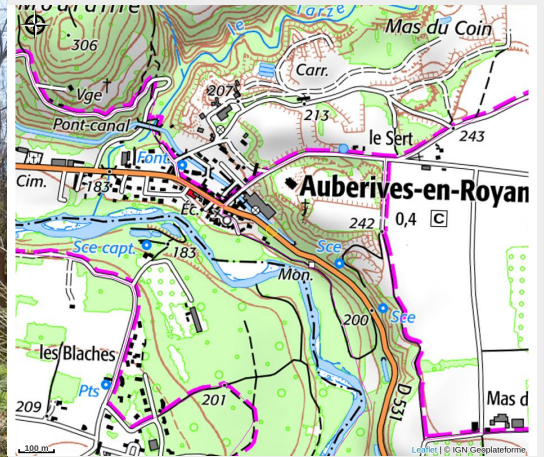 le Tarze
306
Mas du Coin
Carr.
Vge
207
213
Pont-canal
le Sert
243
Font.
Cim.
183
Auberives-en-Royan
Éc.
242
0,4 C
Sce capt.
183
Sce
Mon.
200
Sce
les Blaches
D-531
Pts
201
209
Mas d
100 m
Leaflet | © IGN Geoplateforme